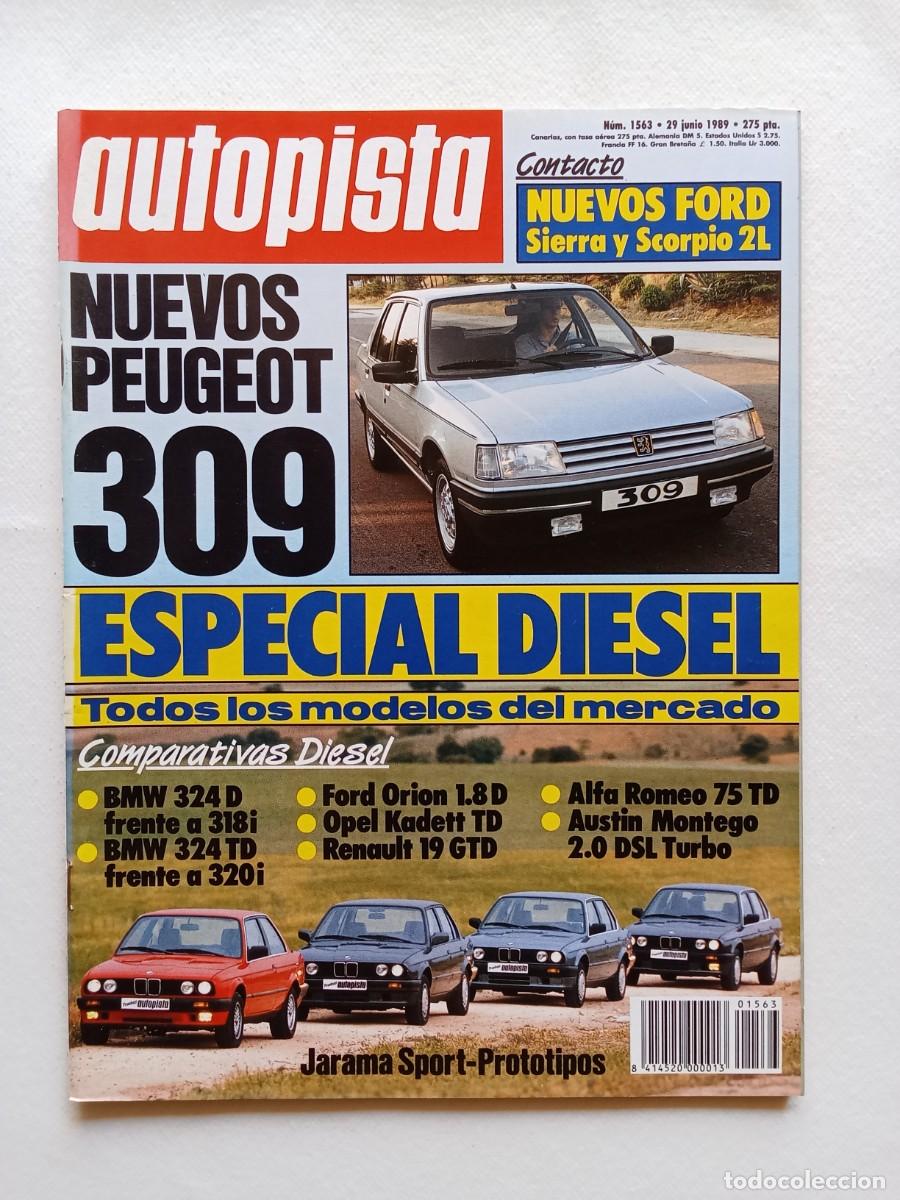 autopista
Núm. 1563 • 29 junio 1989 • 275 pta.
Canarias, con tasa aérea 275 pta. Alemania DM 5. Estados Unidos $ 2.75.
Francia FF 16. Gran Bretaña £ 1.50. Italia Lir 3.000.
Contacto
NUEVOS FORD
Sierra y Scorpio 2L
NUEVOS
PEUGEOT
309
309
ESPECIAL DIESEL
Todos los modelos del mercado
Comparativas Diesel
BMW 324 D
frente a 318i
BMW 324 TD
frente a 320i
Ford Orion 1.8 D
Opel Kadett TD
Renault 19 GTD
Alfa Romeo 75 TD
Austin Montego
2.0 DSL Turbo
autopista
autopista
autopista
autopista
Jarama Sport-Prototipos
01563
8 414520 000013
todocoleccion